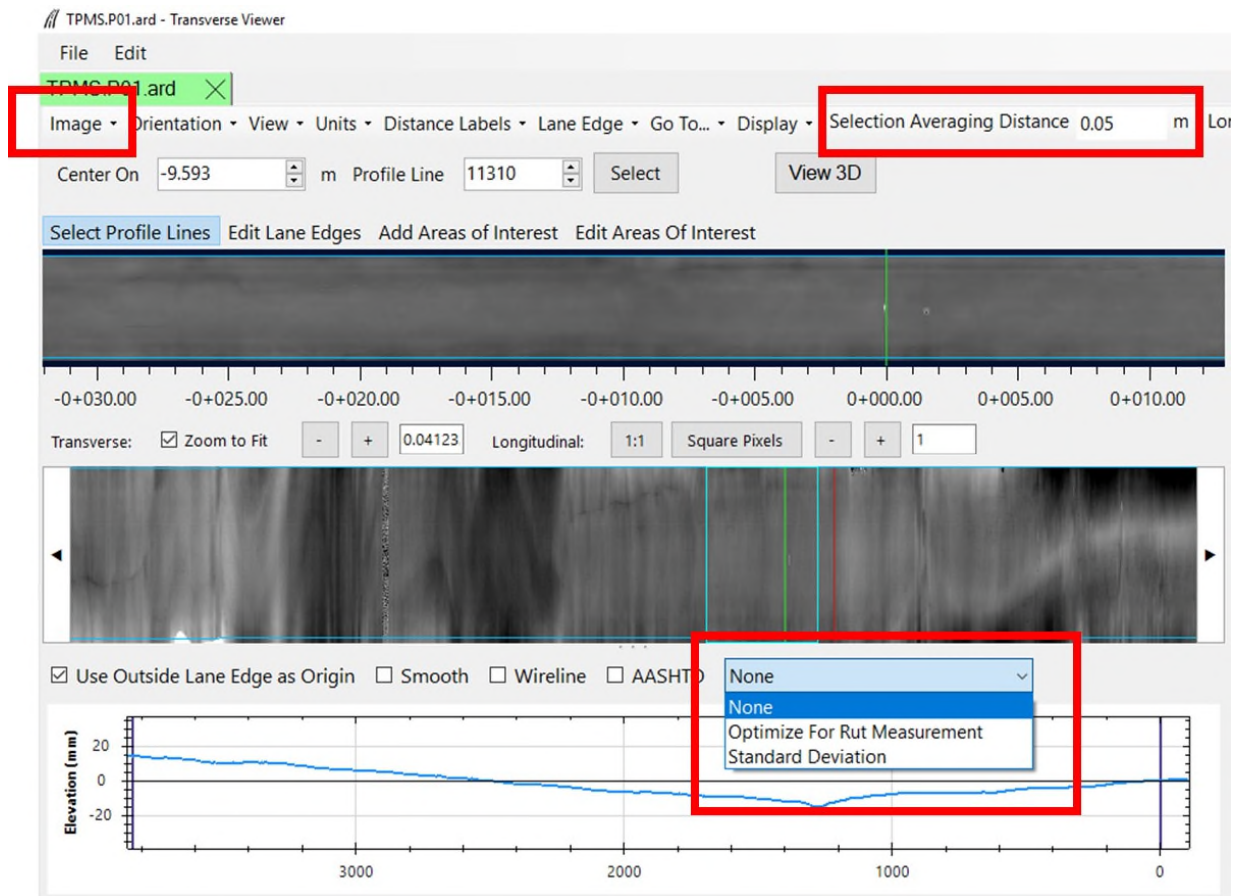 TPMS.P01.ard - Transverse Viewer
File Edit
TPMS.P01.ard
Image Orientation View Units Distance Labels Lane Edge Go To... Display Selection Averaging Distance 0.05 m Lo
Center On -9.593 m Profile Line 11310 Select View 3D
Select Profile Lines Edit Lane Edges Add Areas of Interest Edit Areas Of Interest
-0+030.00 -0+025.00 -0+020.00 -0+015.00 -0+010.00 -0+005.00 0+000.00 0+005.00 0+010.00
Transverse: Zoom to Fit - + 0.04123 Longitudinal: 1:1 Square Pixels - + 1
Use Outside Lane Edge as Origin Smooth Wireline AASHTO None
None
Optimize For Rut Measurement
Standard Deviation
Elevation (mm)
20
0
-20
3000 2000 1000 0